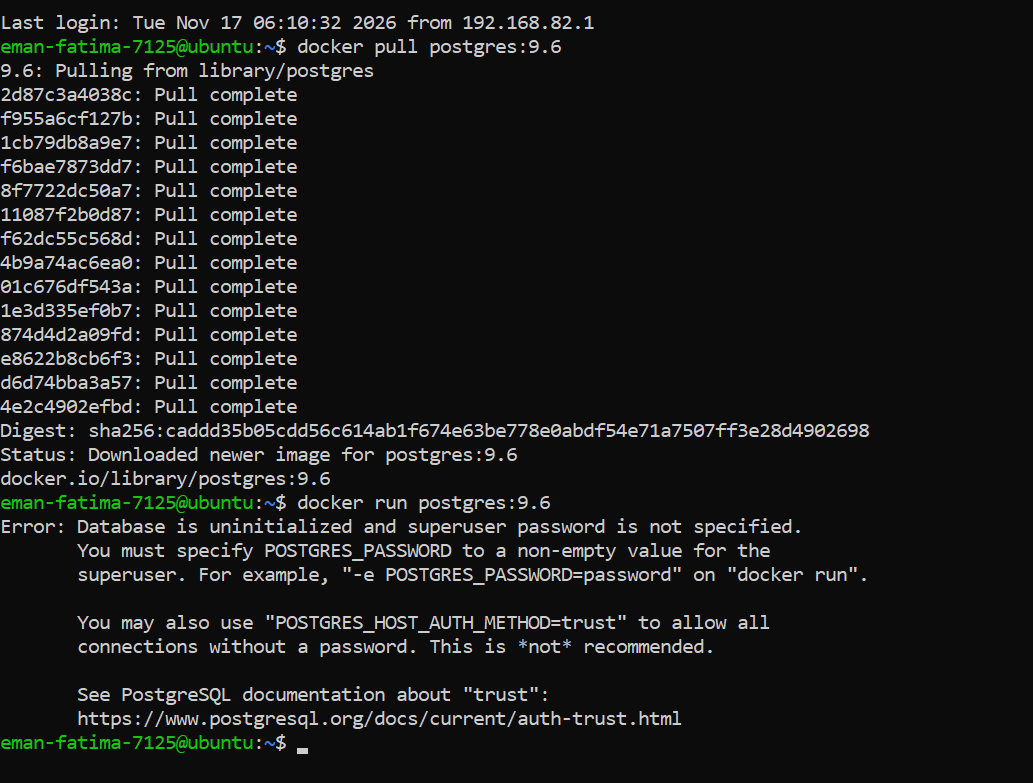 Last login: Tue Nov 17 06:10:32 2026 from 192.168.82.1
eman-fatima-7125@ubuntu:~$ docker pull postgres:9.6
9.6: Pulling from library/postgres
2d87c3a4038c: Pull complete
f955a6cf127b: Pull complete
1cb79db8a9e7: Pull complete
f6bae7873dd7: Pull complete
8f7722dc50a7: Pull complete
11087f2b0d87: Pull complete
f62dc55c568d: Pull complete
4b9a74ac6ea0: Pull complete
01c676df543a: Pull complete
1e3d335ef0b7: Pull complete
874d4d2a09fd: Pull complete
e8622b8cb6f3: Pull complete
d6d74bba3a57: Pull complete
4e2c4902efbd: Pull complete
Digest: sha256:caddd35b05cdd56c614ab1f674e63be778e0abdf54e71a7507ff3e28d4902698
Status: Downloaded newer image for postgres:9.6
docker.io/library/postgres:9.6
eman-fatima-7125@ubuntu:~$ docker run postgres:9.6
Error: Database is uninitialized and superuser password is not specified.
       You must specify POSTGRES_PASSWORD to a non-empty value for the
       superuser. For example, "-e POSTGRES_PASSWORD=password" on "docker run".

       You may also use "POSTGRES_HOST_AUTH_METHOD=trust" to allow all
       connections without a password. This is *not* recommended.

       See PostgreSQL documentation about "trust":
       https://www.postgresql.org/docs/current/auth-trust.html
eman-fatima-7125@ubuntu:~$